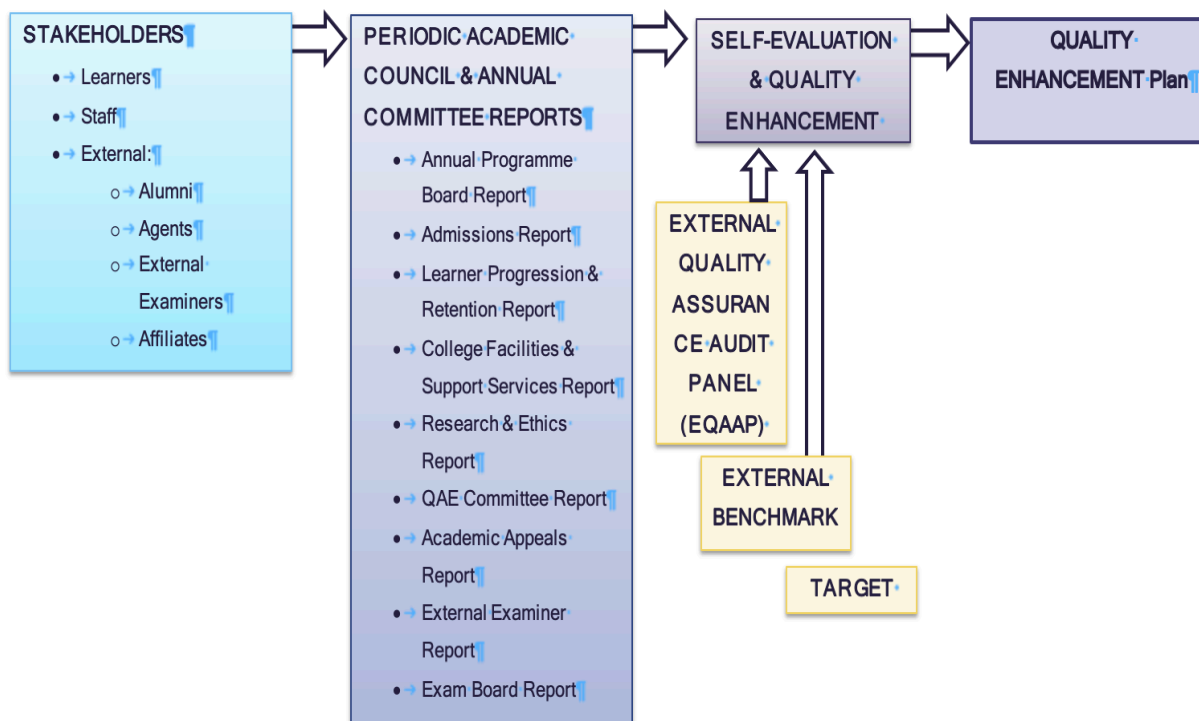 STAKEHOLDERS¶
• → Learners¶
• → Staff¶
• → External:¶
o → Alumni¶
o → Agents¶
o → External
Examiners¶
o → Affiliates¶
PERIODIC·ACADEMIC·
COUNCIL·&·ANNUAL·
COMMITTEE·REPORTS¶
• → Annual·Programme·
Board·Report¶
• → Admissions·Report¶
• → Learner·Progression·&·
Retention·Report¶
• → College·Facilities·&·
Support·Services·Report¶
• → Research·&·Ethics·
Report¶
• → QAE·Committee·Report¶
• → Academic·Appeals·
Report¶
• → External·Examiner·
Report¶
• → Exam·Board·Report¶
SELF-EVALUATION·
&·QUALITY·
ENHANCEMENT·
QUALITY·
ENHANCEMENT·Plan¶
EXTERNAL·
QUALITY·
ASSURAN
CE·AUDIT·
PANEL·
(EQAAP)·
EXTERNAL·
BENCHMARK
TARGET·